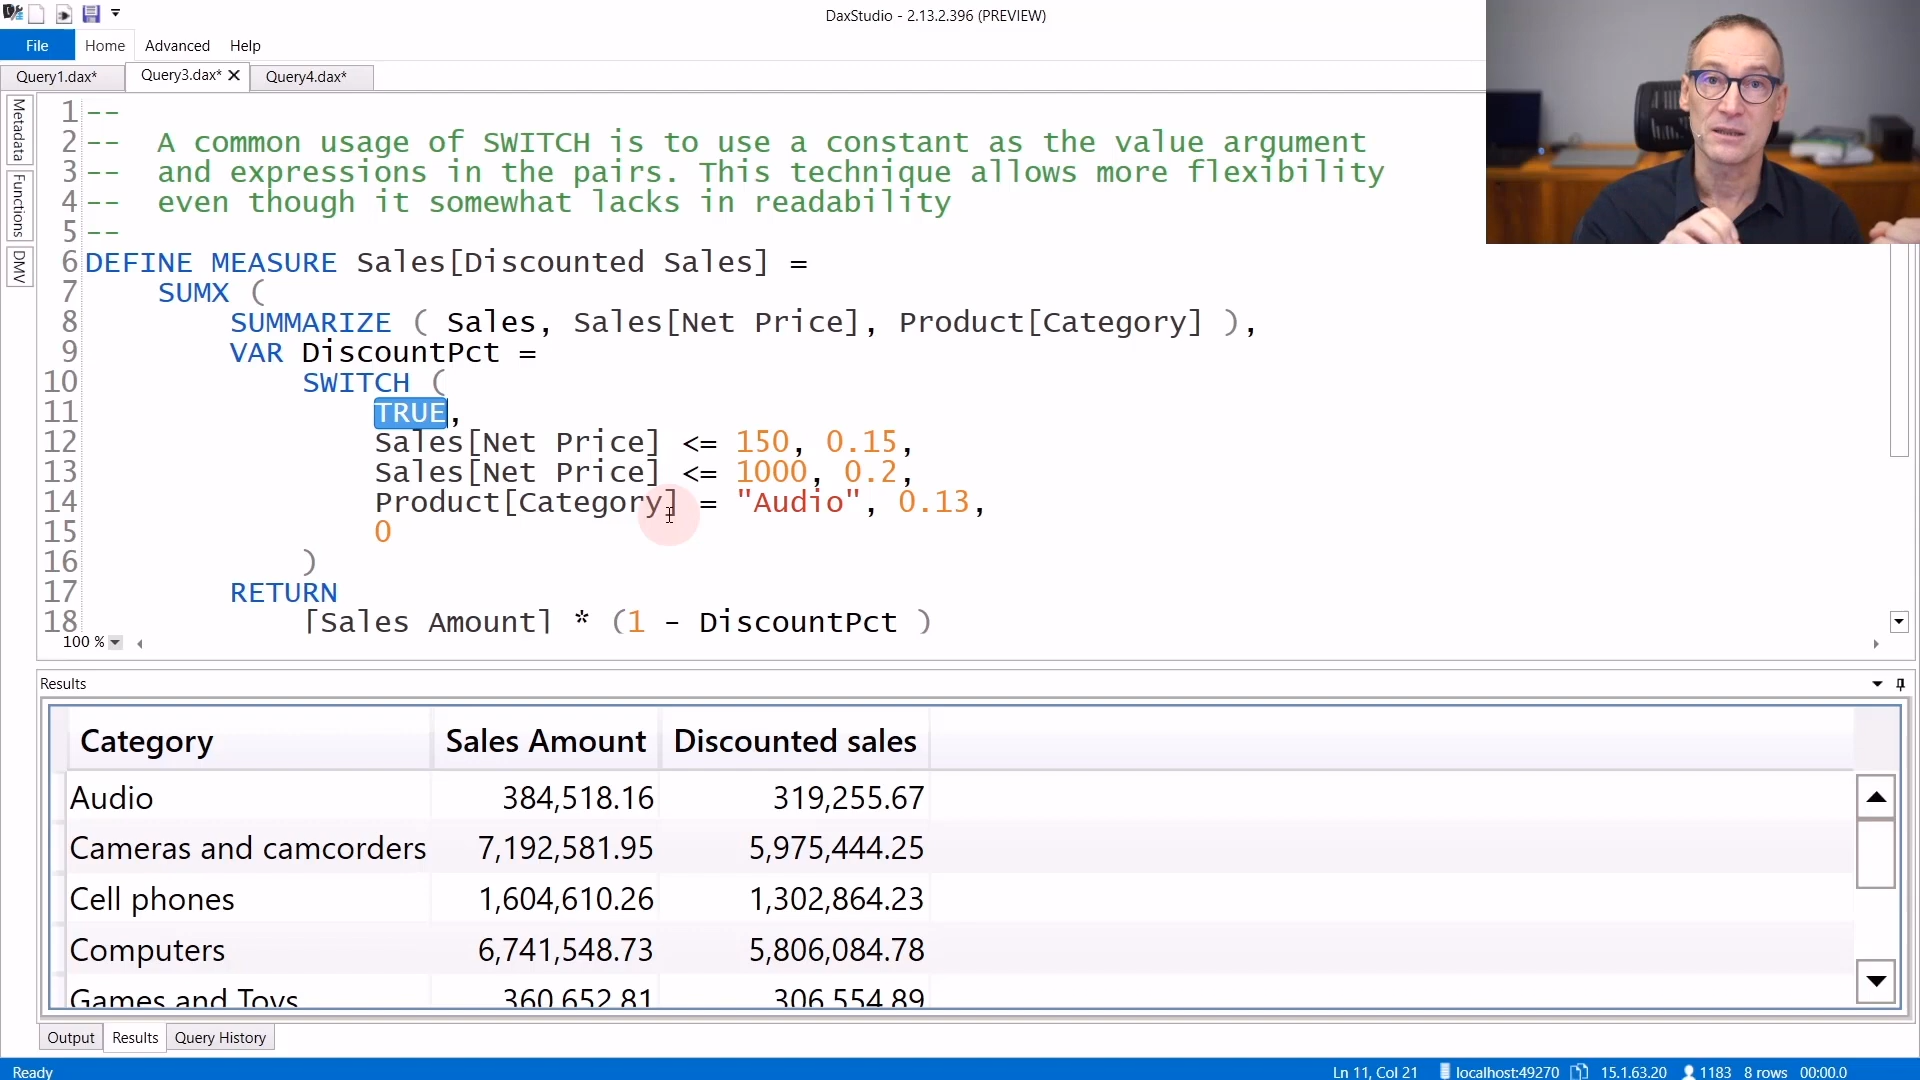 DaxStudio - 2.13.2.396 (PREVIEW)
File Home Advanced Help
Query1.dax* Query3.dax* Query4.dax*
Metadata
Functions
DMV
1 --
2 -- A common usage of SWITCH is to use a constant as the value argument
3 -- and expressions in the pairs. This technique allows more flexibility
4 -- even though it somewhat lacks in readability
5 --
6 DEFINE MEASURE Sales[Discounted Sales] =
7 SUMX (
8 SUMMARIZE ( Sales, Sales[Net Price], Product[Category] ),
9 VAR DiscountPct =
10 SWITCH (
11 TRUE,
12 Sales[Net Price] <= 150, 0.15,
13 Sales[Net Price] <= 1000, 0.2,
14 Product[Category] = "Audio", 0.13,
15 0
16 )
17 RETURN
18 [Sales Amount] * (1 - DiscountPct )
100 %
Results
Category Sales Amount Discounted sales
Audio 384,518.16 319,255.67
Cameras and camcorders 7,192,581.95 5,975,444.25
Cell phones 1,604,610.26 1,302,864.23
Computers 6,741,548.73 5,806,084.78
Games and Toys 360,652.81 306,554.89
Output Results Query History
Ready Ln 11, Col 21 localhost:49270 15.1.63.20 1183 8 rows 00:00.0